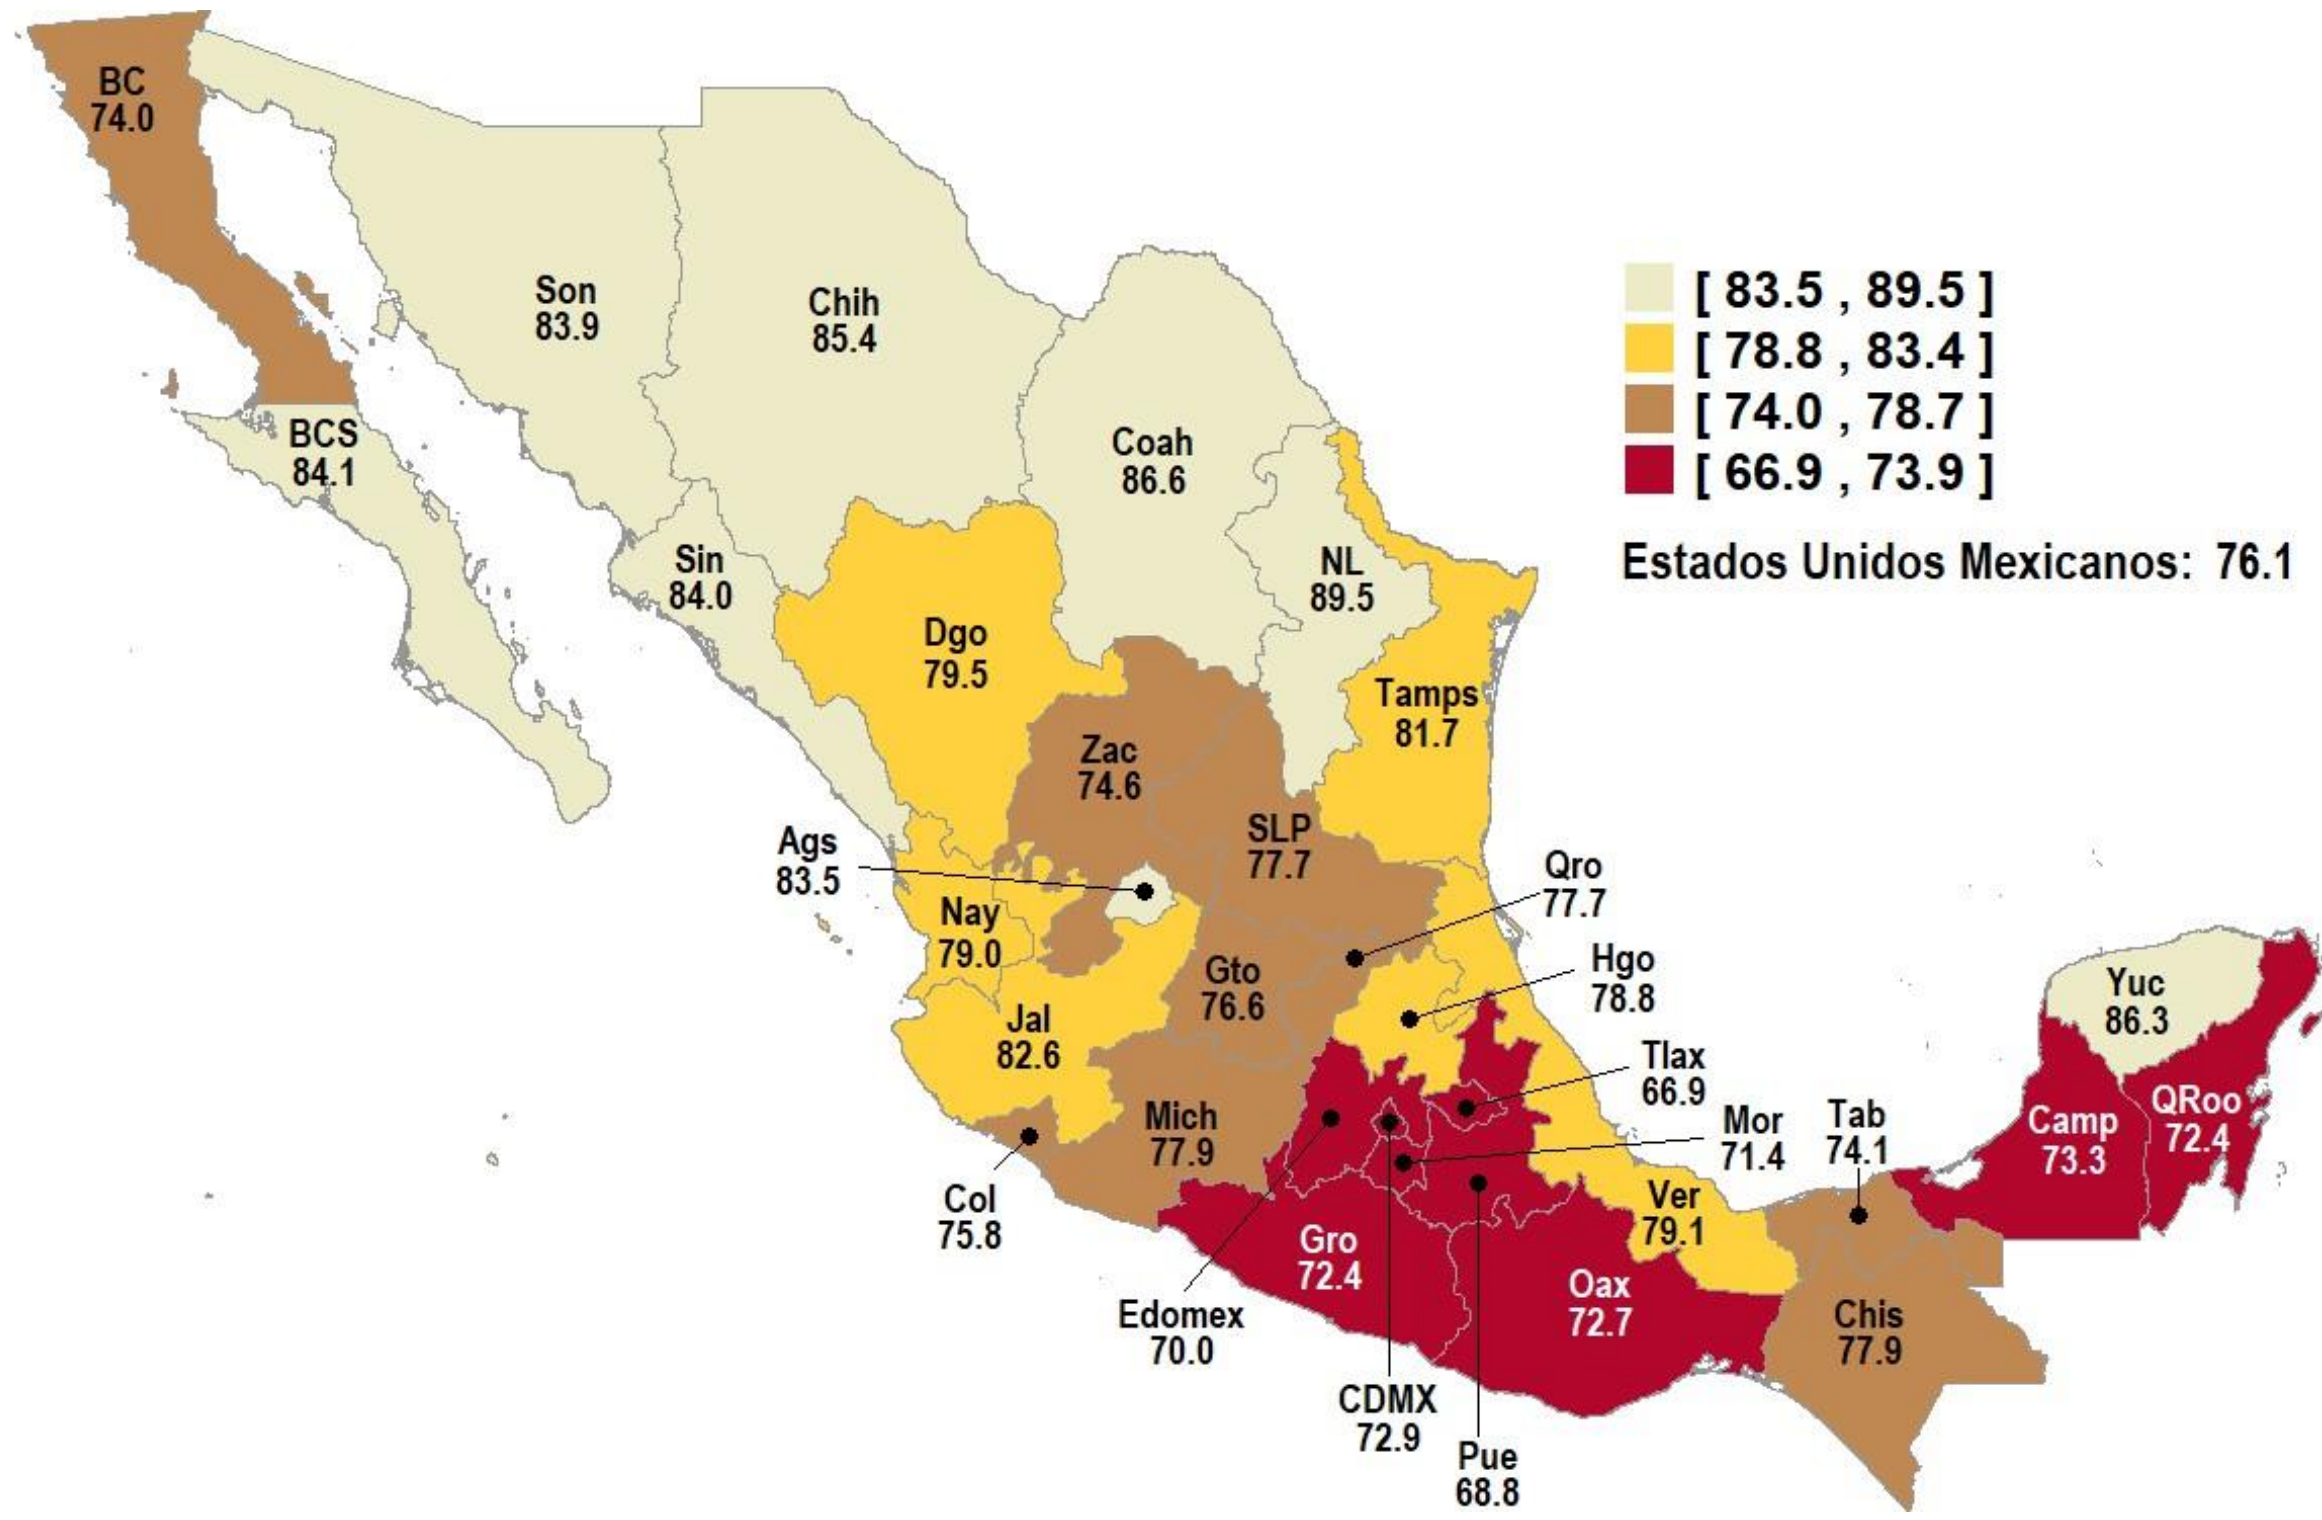 BC
74.0
Son
83.9
Chih
85.4
[ 83.5 , 89.5 ]
[ 78.8 , 83.4 ]
[ 74.0 , 78.7 ]
[ 66.9 , 73.9 ]
Estados Unidos Mexicanos: 76.1
BCS
84.1
Coah
86.6
Sin
84.0
NL
89.5
Dgo
79.5
Tamps
81.7
Zac
74.6
SLP
77.7
Ags
83.5
Qro
77.7
Nay
79.0
Gto
76.6
Hgo
78.8
Yuc
86.3
Jal
82.6
Tlax
66.9
Mich
77.9
Mor
71.4
Tab
74.1
Camp
73.3
QRoo
72.4
Col
75.8
Ver
79.1
Gro
72.4
Oax
72.7
Edomex
70.0
Chis
77.9
CDMX
72.9
Pue
68.8